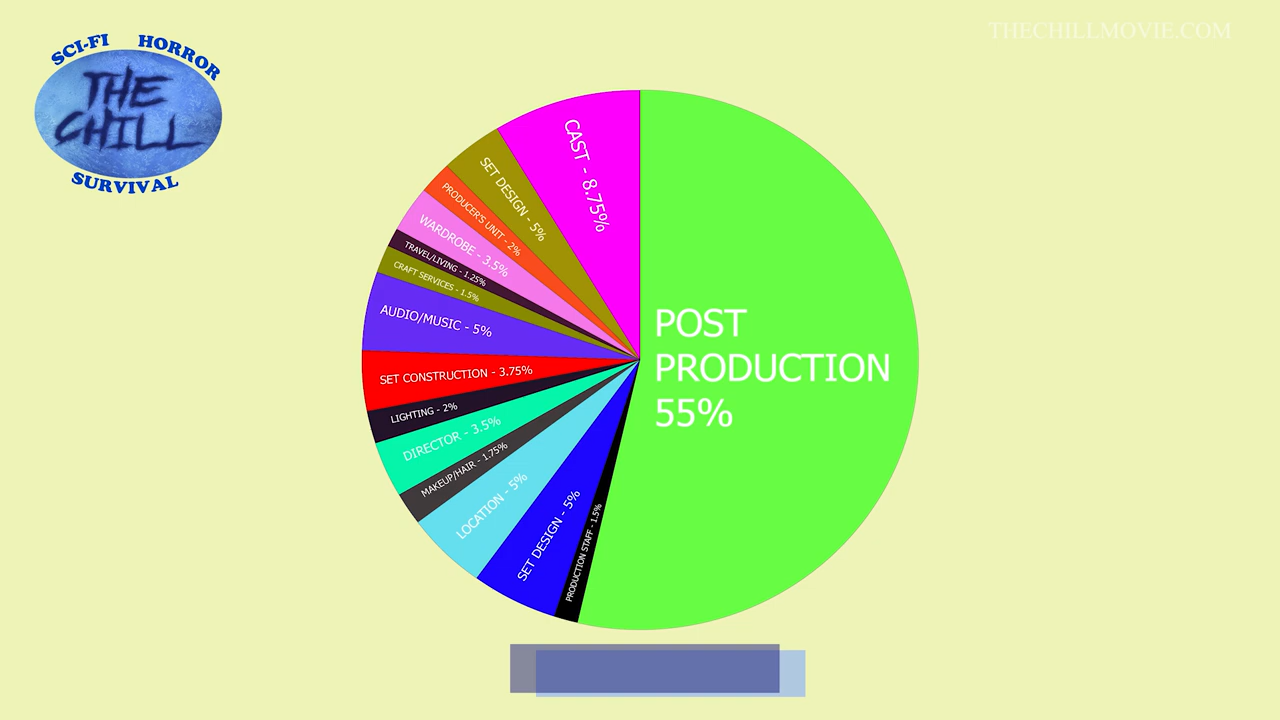 THECHILLMOVIE.COM
SCI-FI HORROR
THE
CHILL
SURVIVAL
CAST - 8.75%
SET DESIGN - 5%
PRODUCER'S UNIT - 2%
WARDROBE - 3.5%
TRAVEL/LIVING - 1.25%
CRAFT SERVICES - 1.5%
AUDIO/MUSIC - 5%
SET CONSTRUCTION - 3.75%
LIGHTING - 2%
DIRECTOR - 3.5%
MAKEUP/HAIR - 1.75%
LOCATION - 5%
SET DESIGN - 5%
PRODUCTION STAFF - 1.5%
POST
PRODUCTION
55%